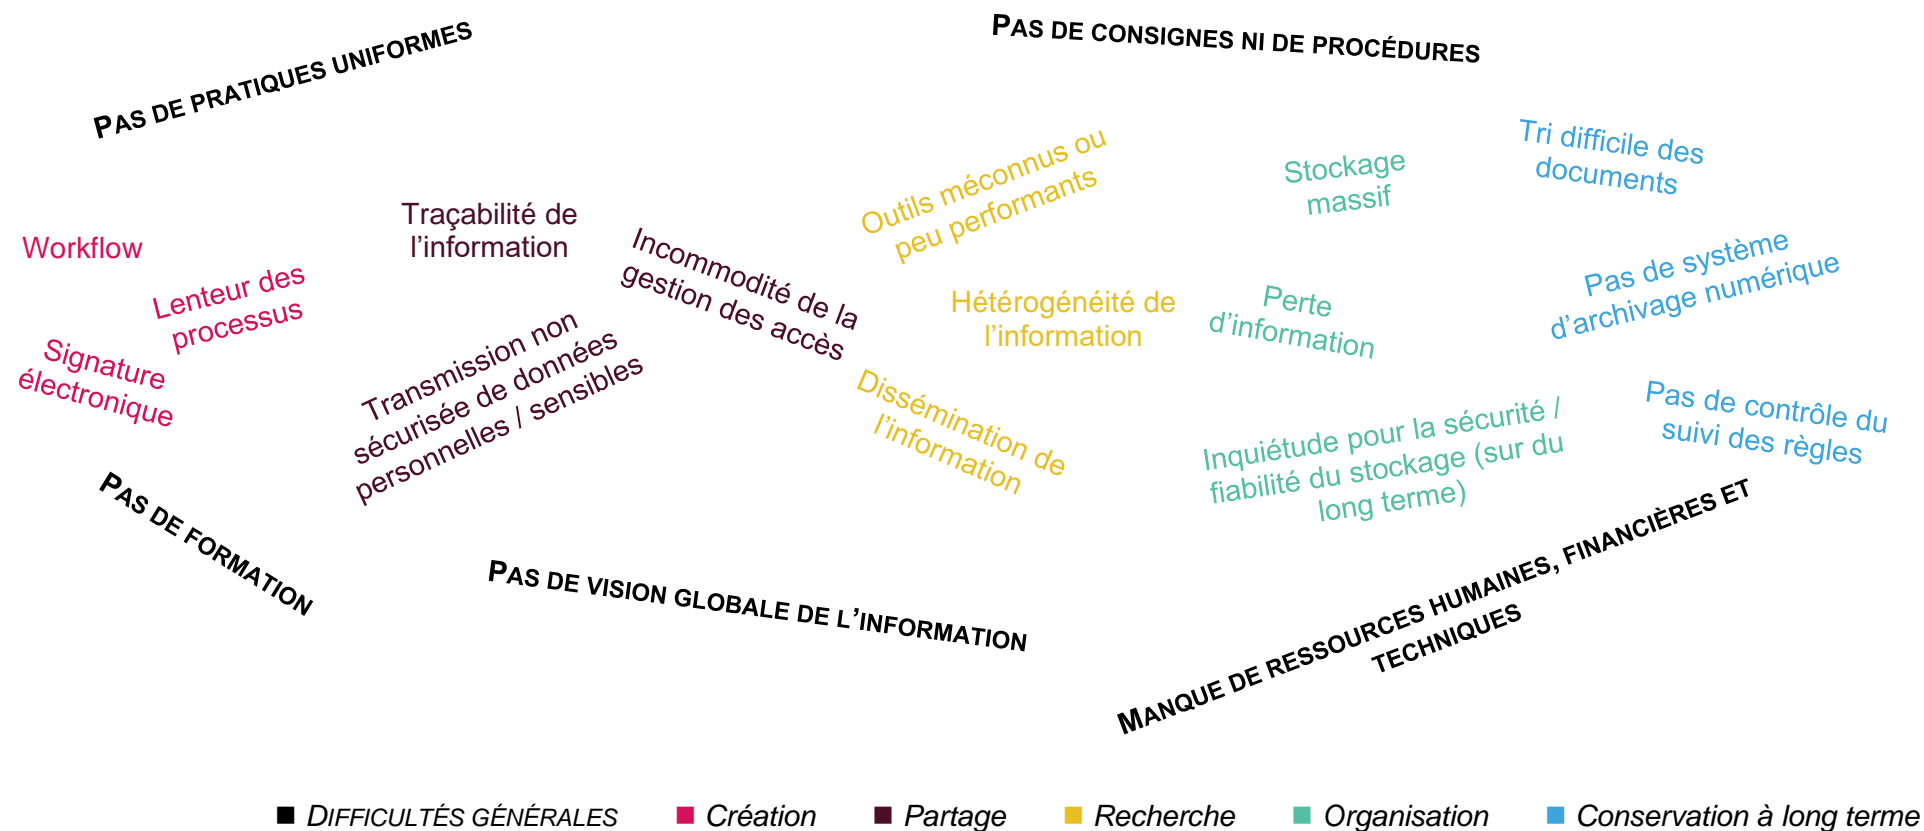 PAS DE PRATIQUES UNIFORMES
PAS DE CONSIGNES NI DE PROCÉDURES
Workflow
Lenteur des
processus
Signature
électronique
Traçabilité de
l’information
Incommodité de la
gestion des accès
Transmission non
sécurisée de données
personnelles / sensibles
Outils méconnus ou
peu performants
Hétérogénéité de
l’information
Dissémination de
l’information
Stockage
massif
Perte
d’information
Inquiétude pour la sécurité /
fiabilité du stockage (sur du
long terme)
Tri difficile des
documents
Pas de système
d’archivage numérique
Pas de contrôle du
suivi des règles
PAS DE FORMATION
PAS DE VISION GLOBALE DE L’INFORMATION
MANQUE DE RESSOURCES HUMAINES, FINANCIÈRES ET
TECHNIQUES
DIFFICULTÉS GÉNÉRALES
Création
Partage
Recherche
Organisation
Conservation à long terme